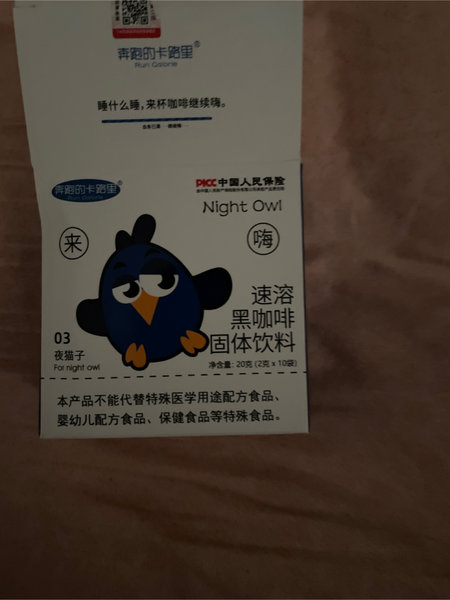 奔跑的卡路里®
Run Calorie
睡什么睡，来杯咖啡继续嗨。
奔跑的卡路里®
Run Calorie
PICC 中国人民保险
Night Owl
来
嗨
速溶
黑咖啡
固体饮料
03
夜猫子
For night owl
净含量：20克 (2克 x 10袋)
本产品不能代替特殊医学用途配方食品、
婴幼儿配方食品、保健食品等特殊食品。